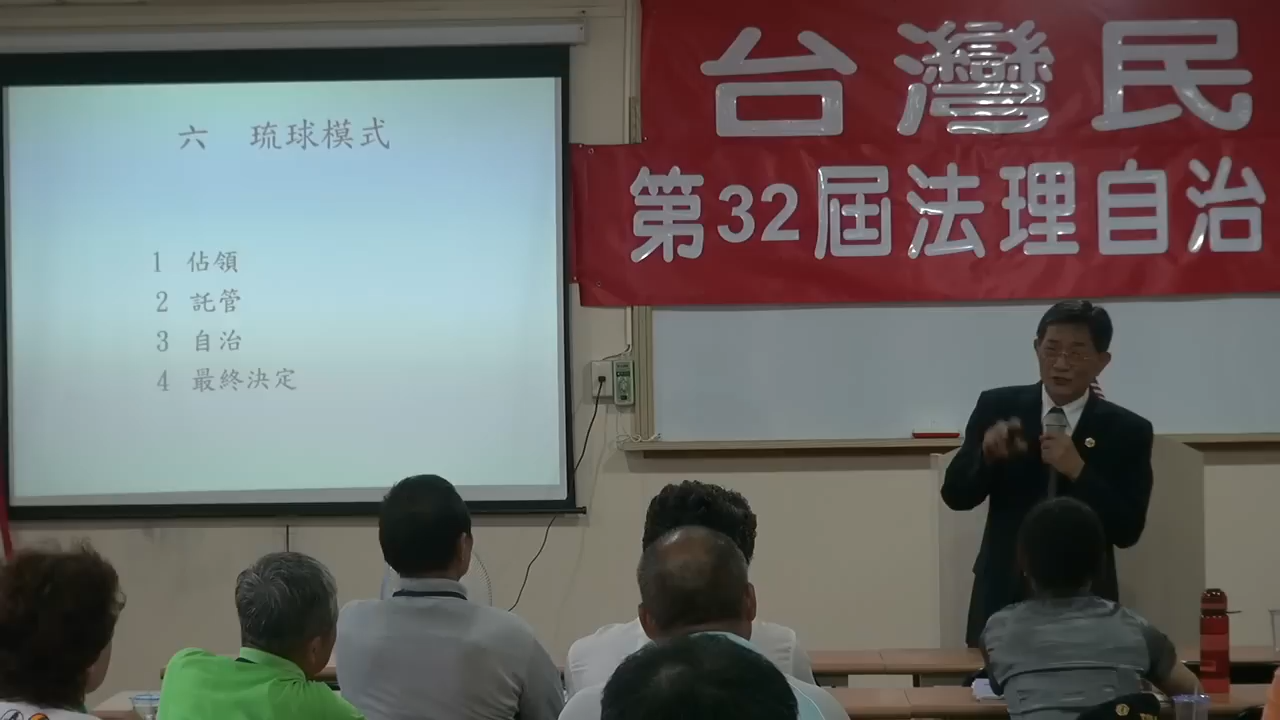 六 琉球模式
1 佔領
2 託管
3 自治
4 最終決定
台灣民
第32屆法理自治